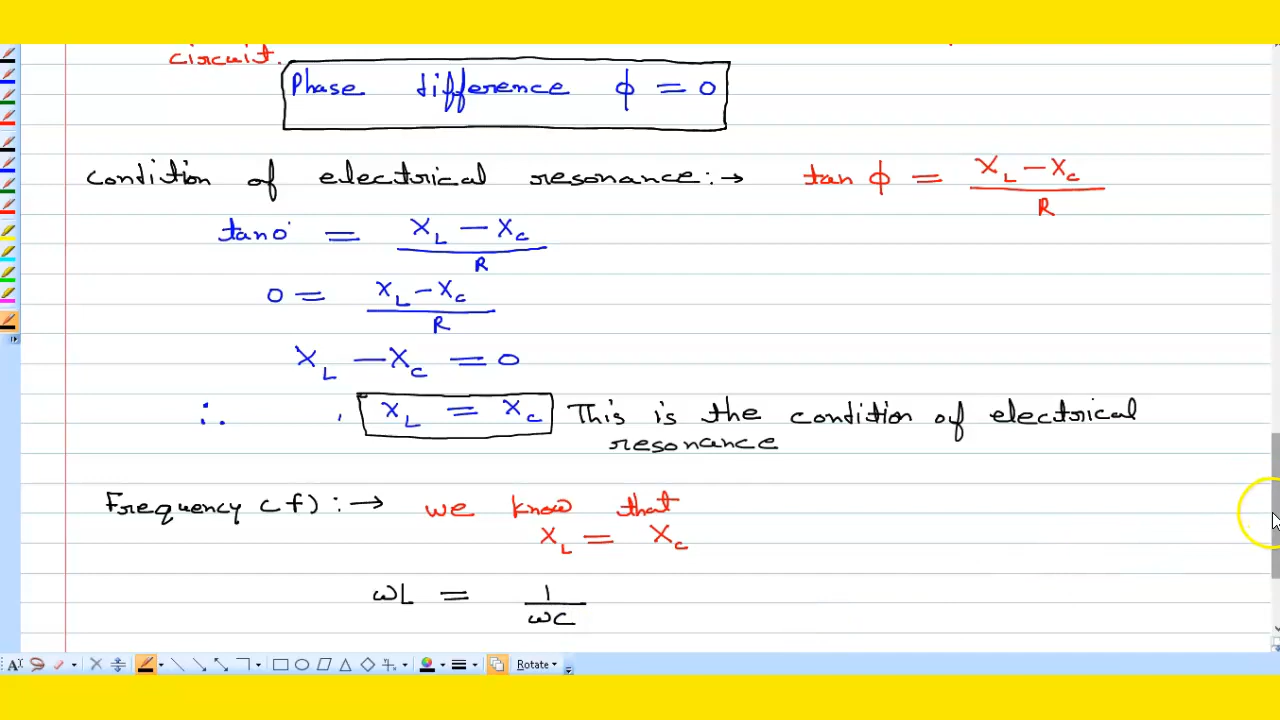 circuit.
Phase difference ϕ = 0
condition of electrical resonance:→ tan ϕ = (X_L − X_C) / R
tan0° = (X_L − X_C) / R
0 = (X_L − X_C) / R
X_L − X_C = 0
∴ X_L = X_C This is the condition of electrical
resonance
Frequency (f):→ we know that
X_L = X_C
ωL = 1 / ωC
Rotate